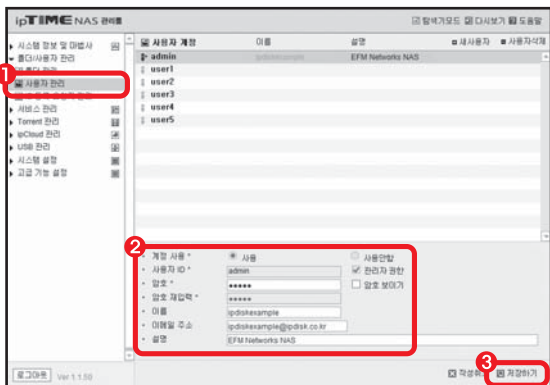 ipTIME NAS 관리
탐색기모드 다시보기 도움말
시스템 정보 및 마법사
폴더/사용자 관리
1
사용자 관리
서비스 관리
Torrent 관리
ipCloud 관리
USB 관리
시스템 설정
고급 기능 설정
로그아웃 Ver 1.1.50
사용자 계정 이름 설명 새사용자 사용자삭제
admin ipdiskexample EFM Networks NAS
user1
user2
user3
user4
user5
2
계정 사용 * 사용 사용안함
사용자 ID * admin 관리자 권한
암호 * ●●●●● 암호 보이기
암호 재입력 * ●●●●●
이름 ipdiskexample
이메일 주소 ipdiskexample@ipdisk.co.kr
설명 EFM Networks NAS
3
저장하기